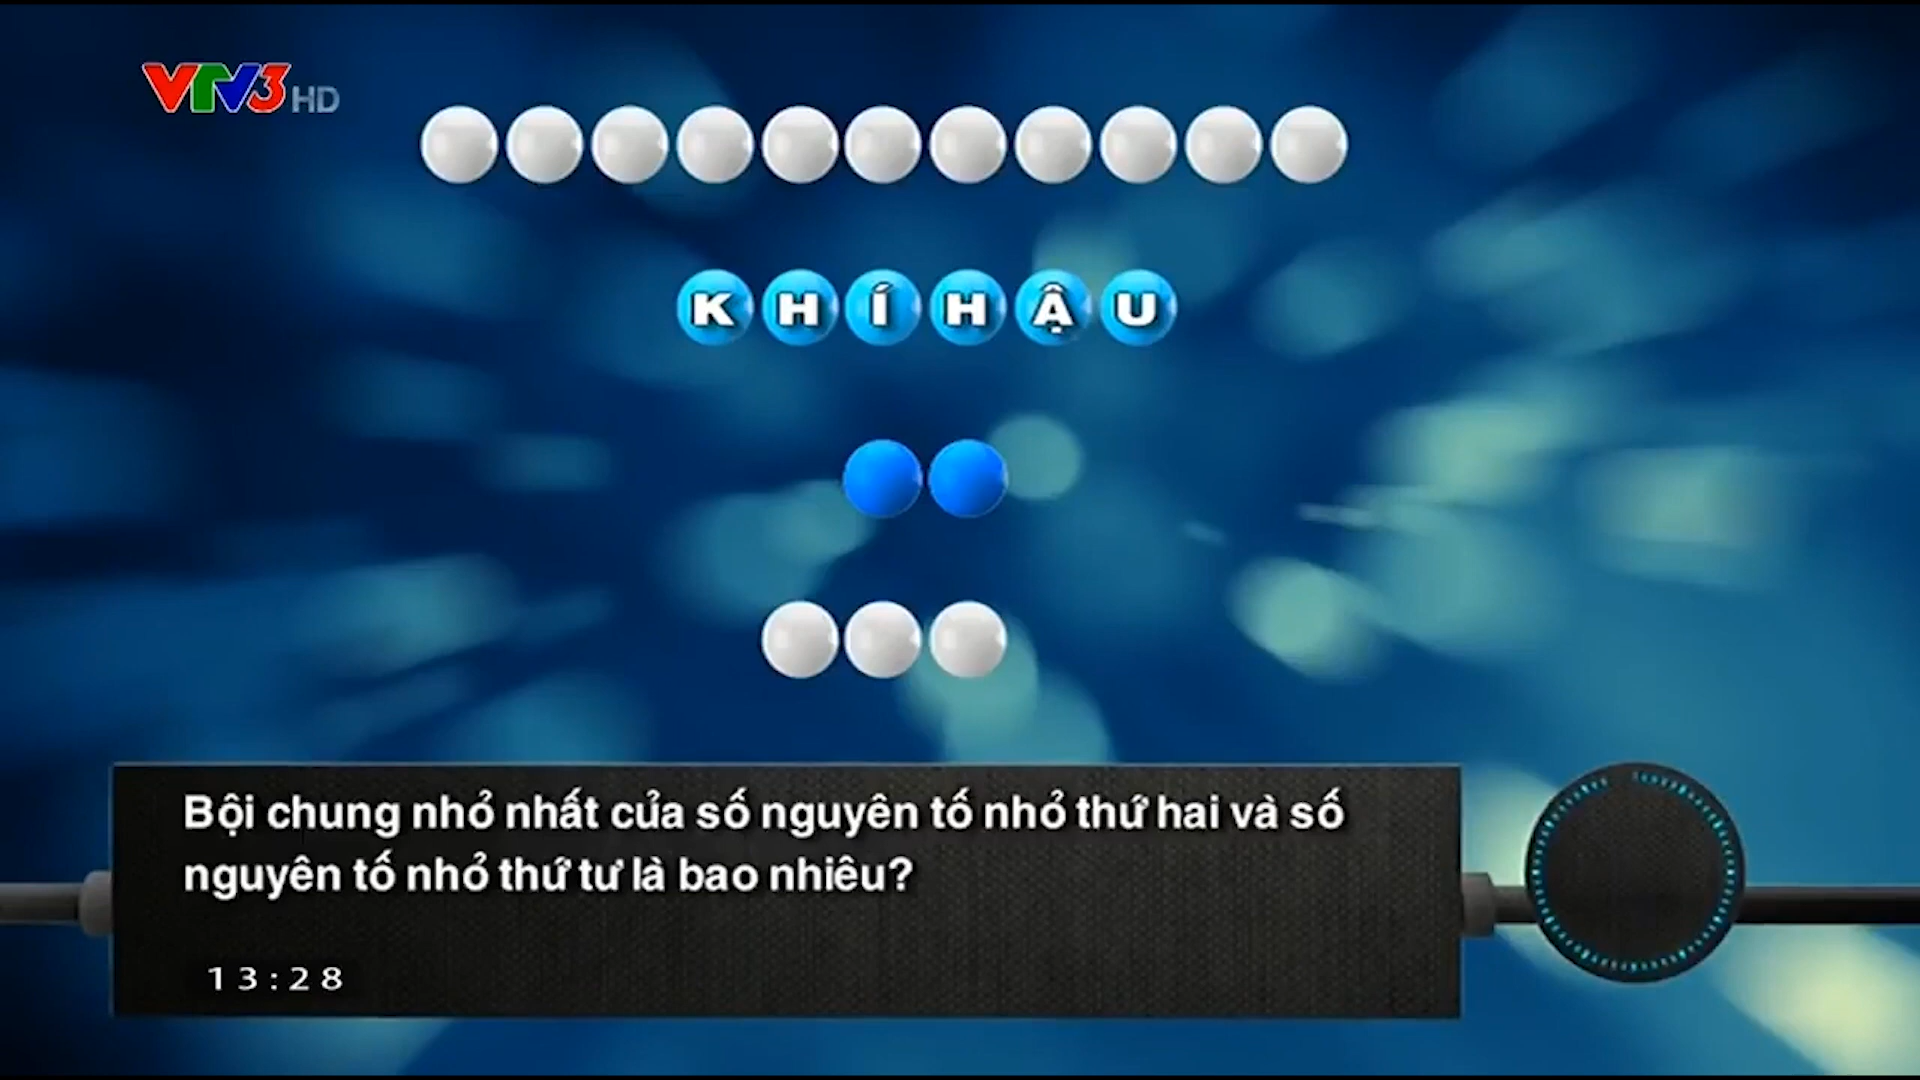 VTV3 HD
KHÍHẬU
Bội chung nhỏ nhất của số nguyên tố nhỏ thứ hai và số
nguyên tố nhỏ thứ tư là bao nhiêu?
13:28